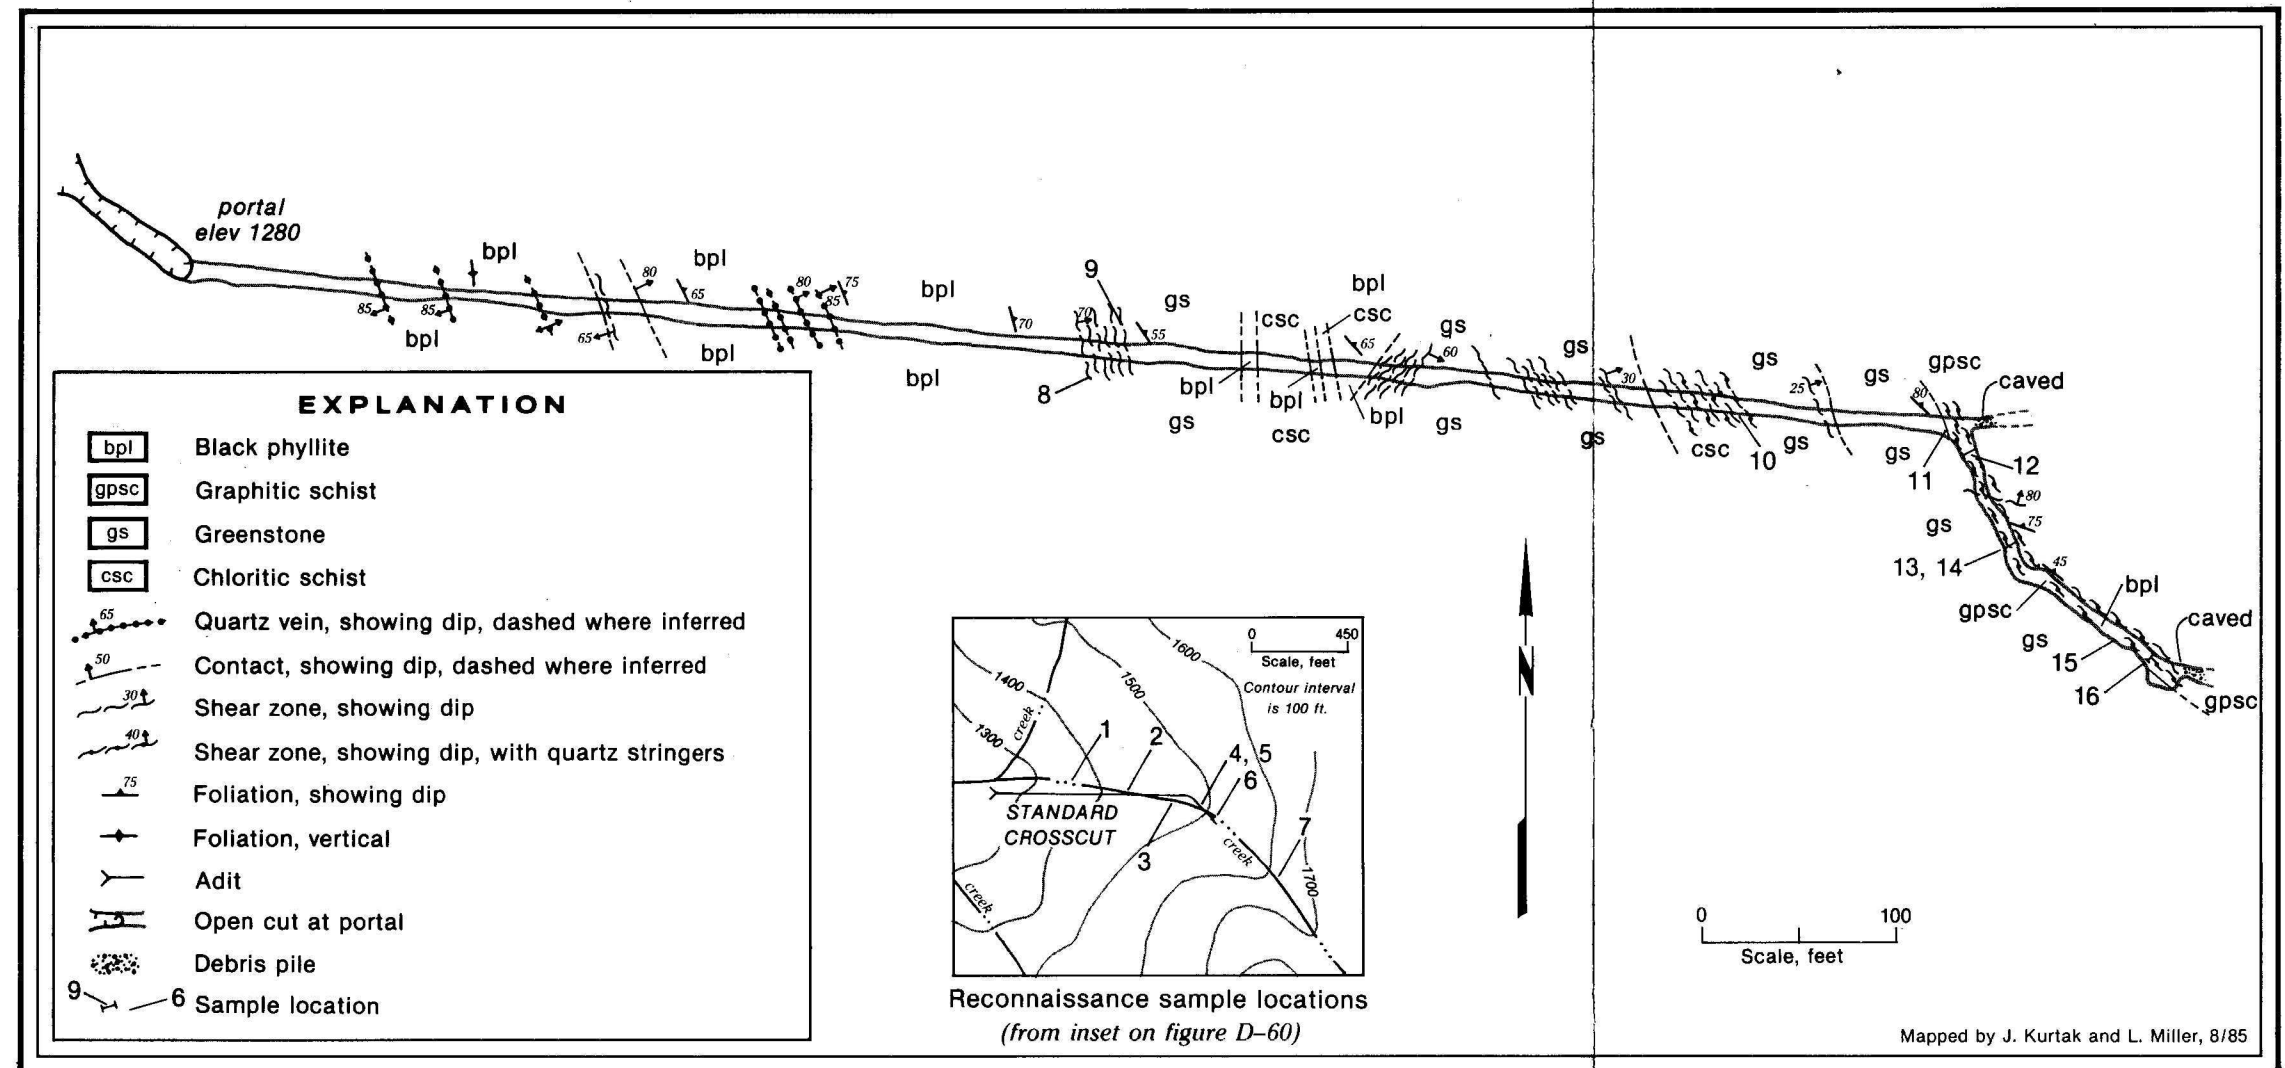 portal
elev 1280
bpl
bpl
85
85
bpl
65
80
bpl
65
bpl
80
85
75
bpl
70
bpl
9
70
8
55
gs
gs
bpl
csc
csc
bpl
csc
bpl
csc
65
bpl
gs
60
gs
gs
30
gs
csc
10
gs
gs
25
gs
gs
gpsc
80
caved
11
12
80
75
gs
13, 14
45
bpl
gpsc
gs
caved
15
16
gpsc
EXPLANATION
bpl Black phyllite
gpsc Graphitic schist
gs Greenstone
csc Chloritic schist
65 Quartz vein, showing dip, dashed where inferred
50 Contact, showing dip, dashed where inferred
30 Shear zone, showing dip
40 Shear zone, showing dip, with quartz stringers
75 Foliation, showing dip
Foliation, vertical
Adit
Open cut at portal
Debris pile
9 6 Sample location
0 450
Scale, feet
Contour interval
is 100 ft.
1600
1500
1400
1300
creek
1
2
4, 5
6
STANDARD
CROSSCUT
3
7
creek
1700
creek
Reconnaissance sample locations
(from inset on figure D–60)
N
0 100
Scale, feet
Mapped by J. Kurtak and L. Miller, 8/85